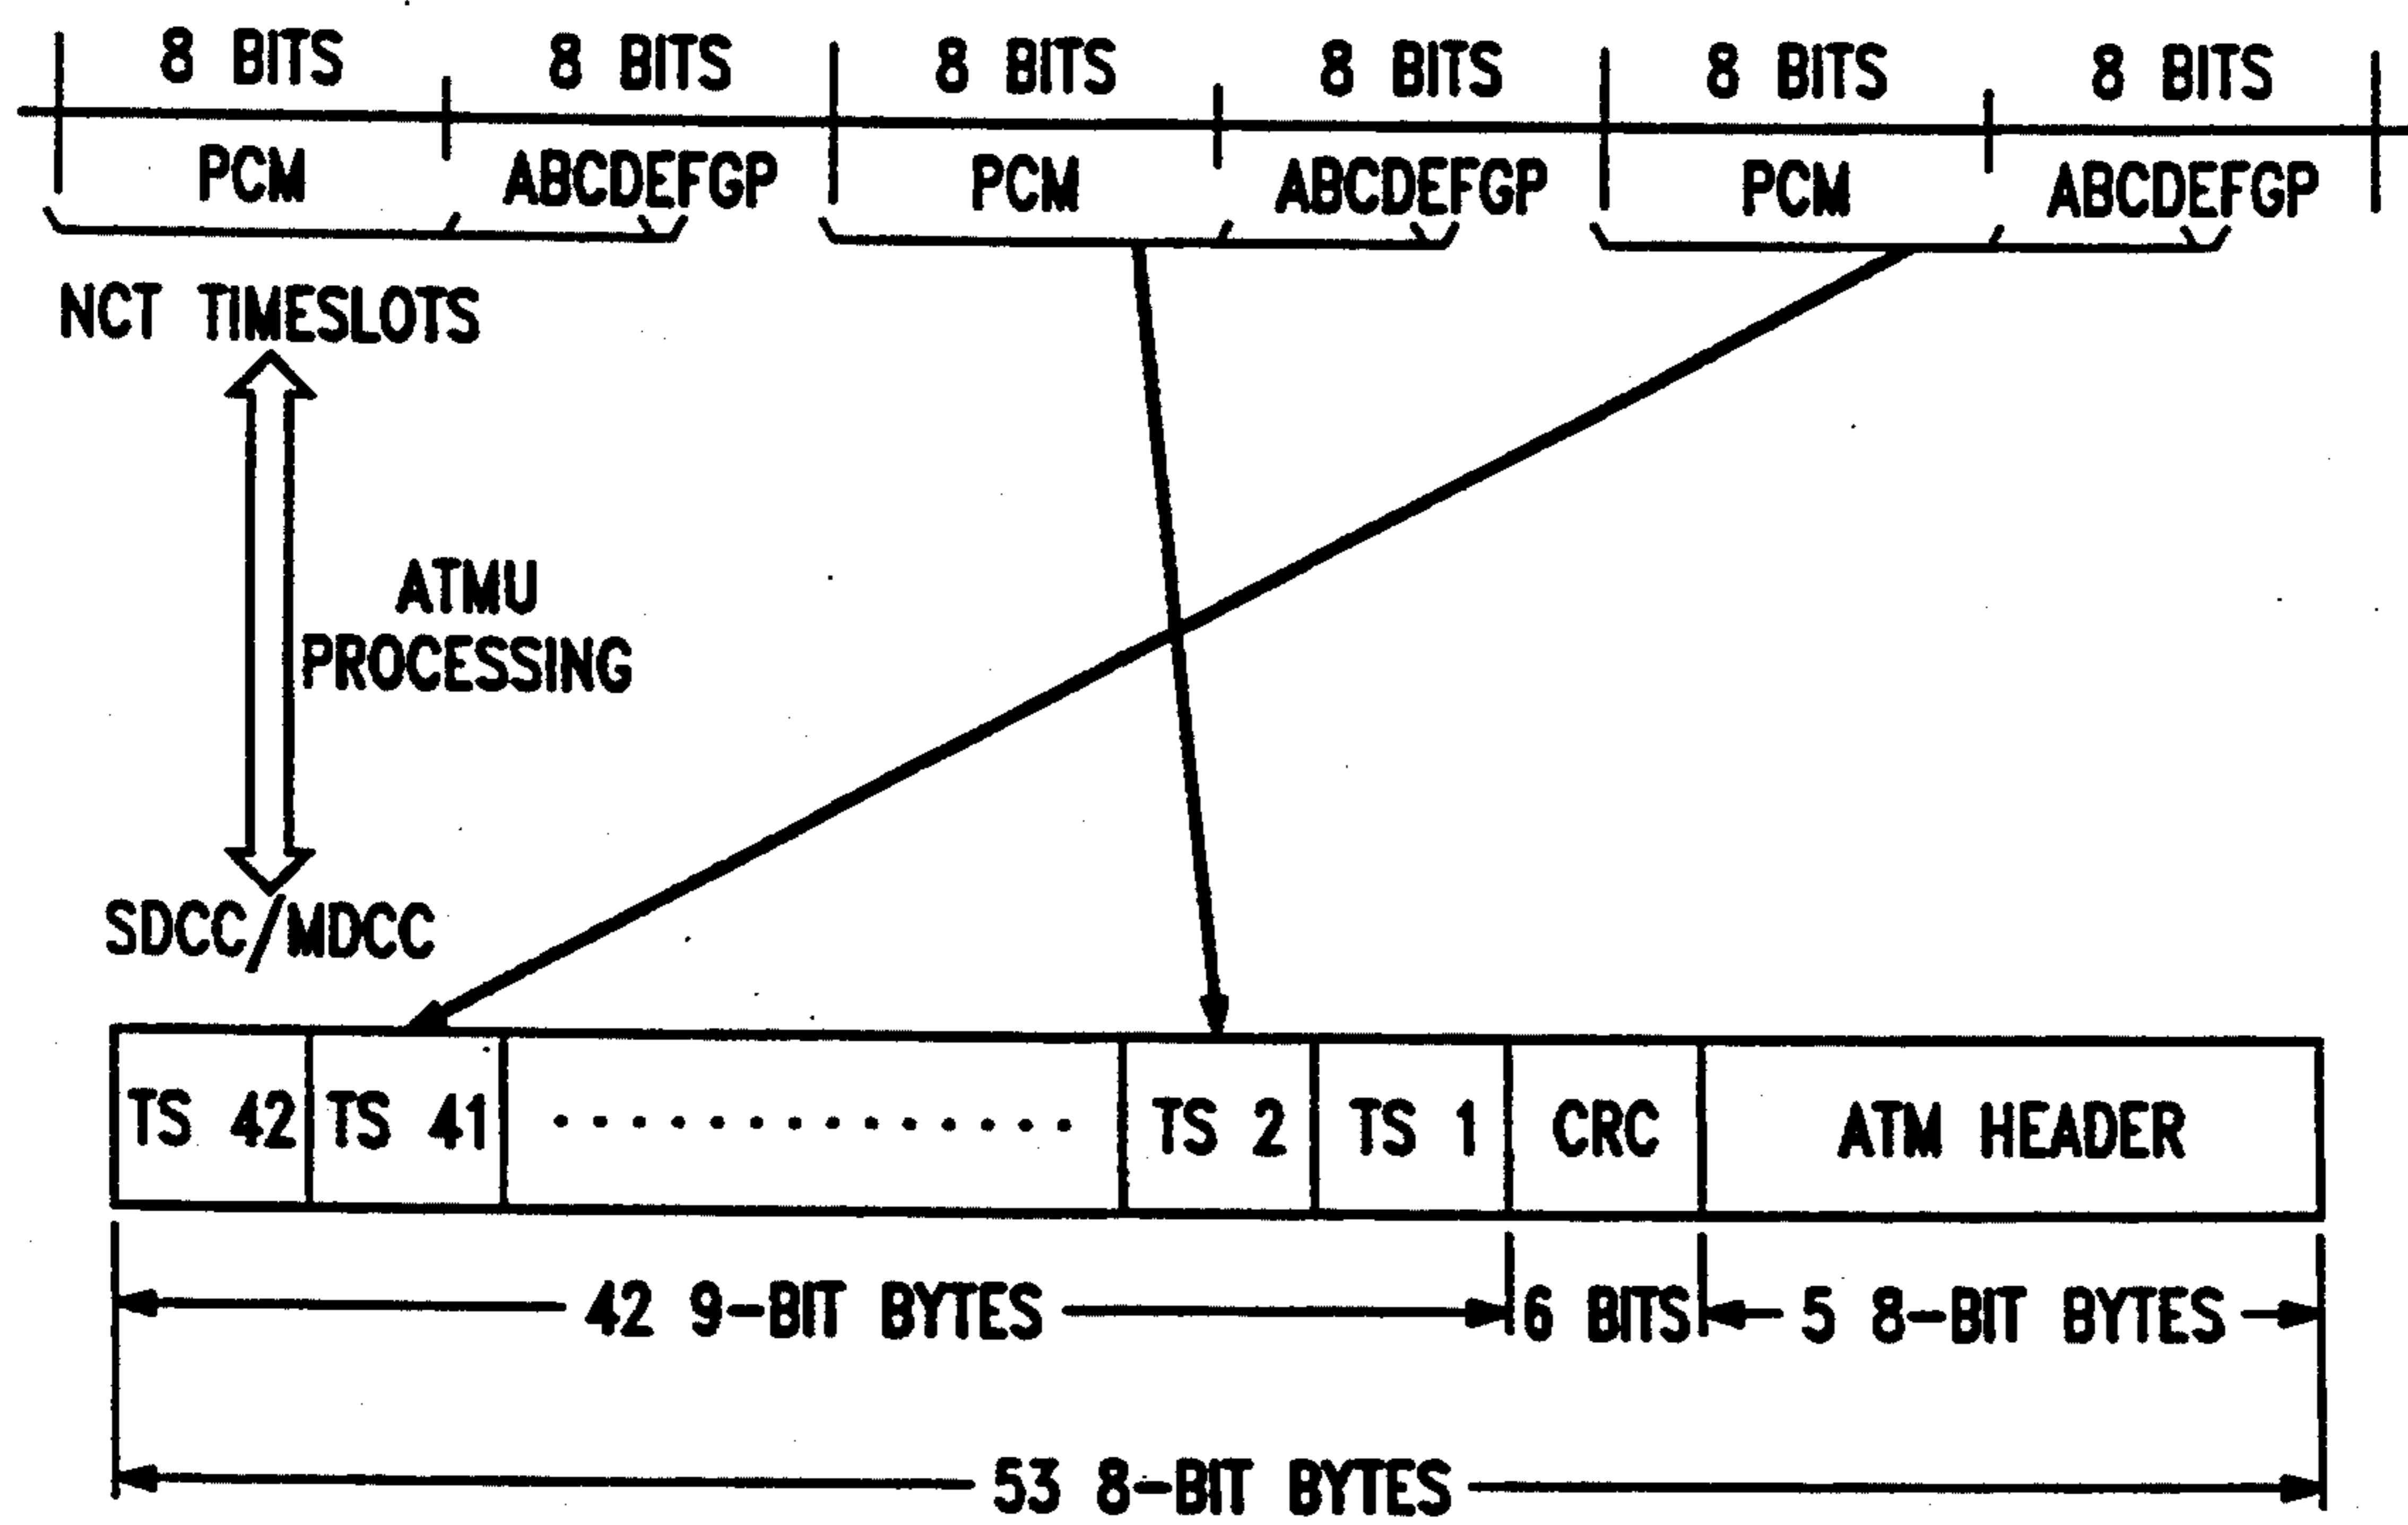 8 BITS 8 BITS 8 BITS 8 BITS 8 BITS 8 BITS
PCM ABCDEFGP PCM ABCDEFGP PCM ABCDEFGP
NCT TIMESLOTS
ATMU
PROCESSING
SDCC/MDCC
TS 42 TS 41 .............. TS 2 TS 1 CRC ATM HEADER
42 9-BIT BYTES 6 BITS 5 8-BIT BYTES
53 8-BIT BYTES